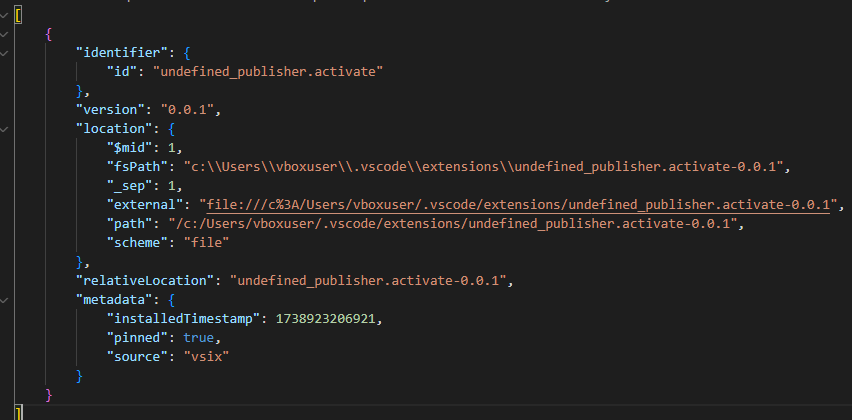 [
{
"identifier": {
"id": "undefined_publisher.activate"
},
"version": "0.0.1",
"location": {
"$mid": 1,
"fsPath": "c:\\Users\\vboxuser\\.vscode\\extensions\\undefined_publisher.activate-0.0.1",
"_sep": 1,
"external": "file:///c%3A/Users/vboxuser/.vscode/extensions/undefined_publisher.activate-0.0.1",
"path": "/c:/Users/vboxuser/.vscode/extensions/undefined_publisher.activate-0.0.1",
"scheme": "file"
},
"relativeLocation": "undefined_publisher.activate-0.0.1",
"metadata": {
"installedTimestamp": 1738923206921,
"pinned": true,
"source": "vsix"
}
}
]